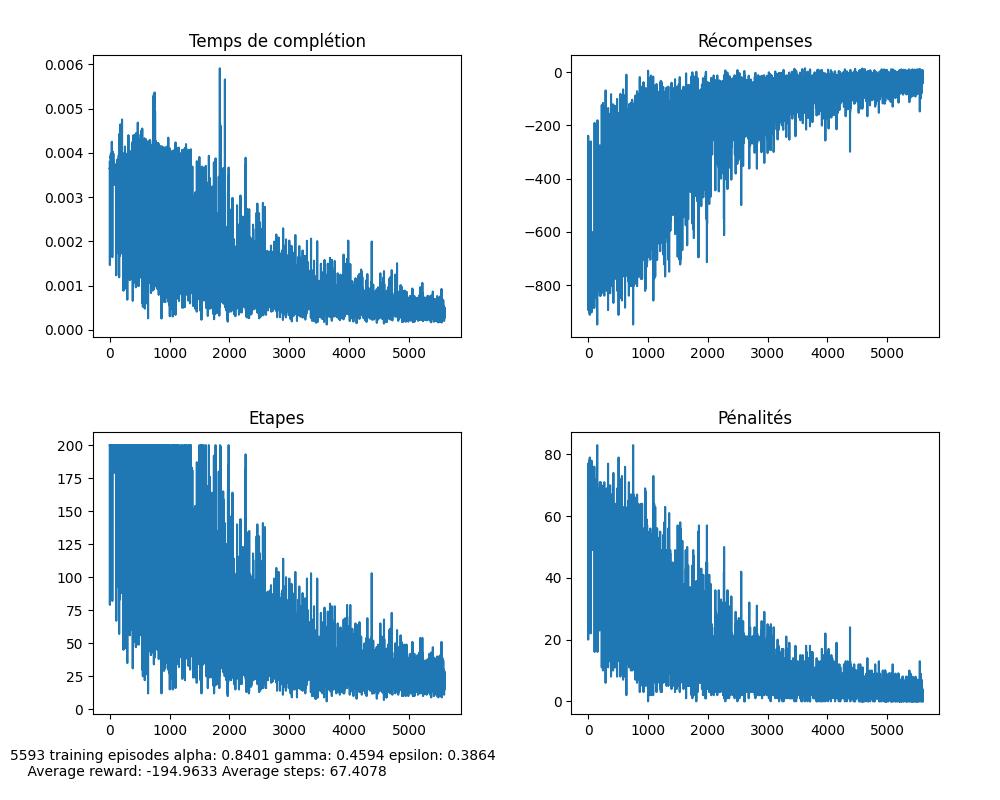 Temps de complétion
Récompenses
0.006
0.005
0.004
0.003
0.002
0.001
0.000
0 1000 2000 3000 4000 5000
0
−200
−400
−600
−800
0 1000 2000 3000 4000 5000
Etapes
Pénalités
200
175
150
125
100
75
50
25
0
0 1000 2000 3000 4000 5000
80
60
40
20
0
0 1000 2000 3000 4000 5000
5593 training episodes alpha: 0.8401 gamma: 0.4594 epsilon: 0.3864
Average reward: -194.9633 Average steps: 67.4078